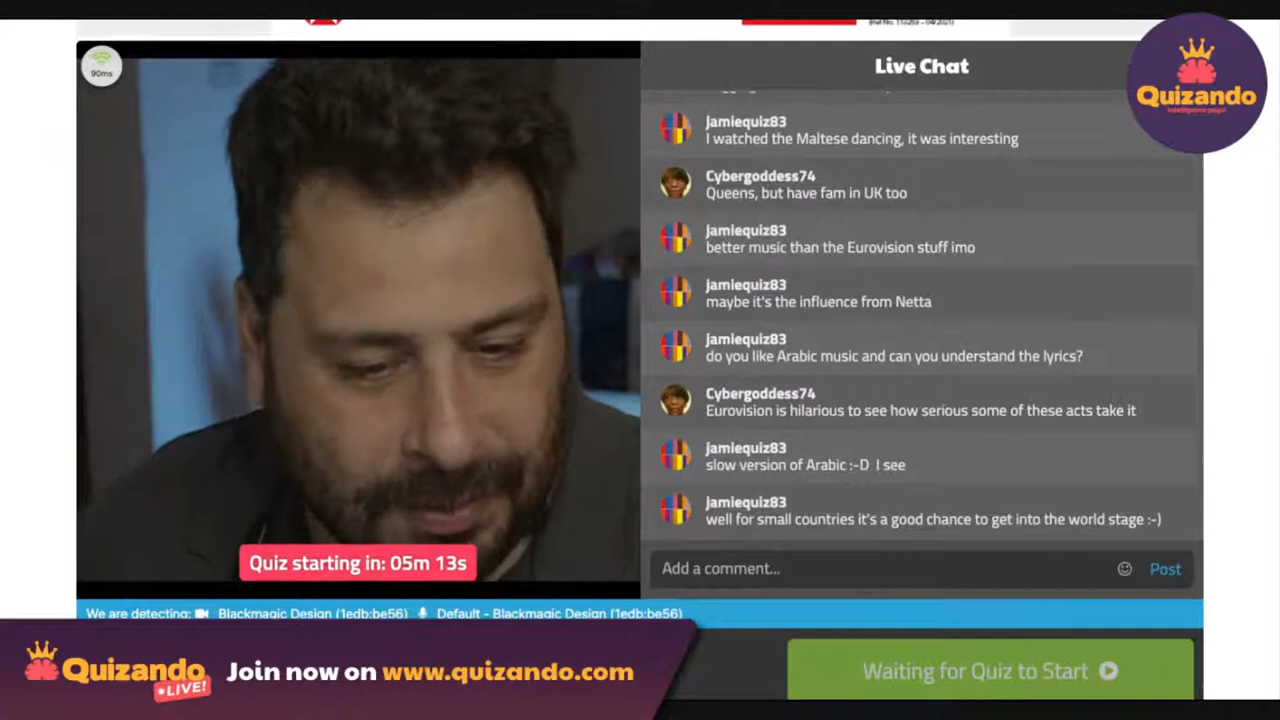 90ms
Live Chat
Quizando
jamiequiz83
I watched the Maltese dancing, it was interesting
Cybergoddess74
Queens, but have fam in UK too
jamiequiz83
better music than the Eurovision stuff imo
jamiequiz83
maybe it's the influence from Netta
jamiequiz83
do you like Arabic music and can you understand the lyrics?
Cybergoddess74
Eurovision is hilarious to see how serious some of these acts take it
jamiequiz83
slow version of Arabic :-D I see
jamiequiz83
well for small countries it's a good chance to get into the world stage :-)
Quiz starting in: 05m 13s
Add a comment...
Post
We are detecting: Blackmagic Design (1edb:be56) Default - Blackmagic Design (1edb:be56)
Quizando
LIVE!
Join now on www.quizando.com
Waiting for Quiz to Start